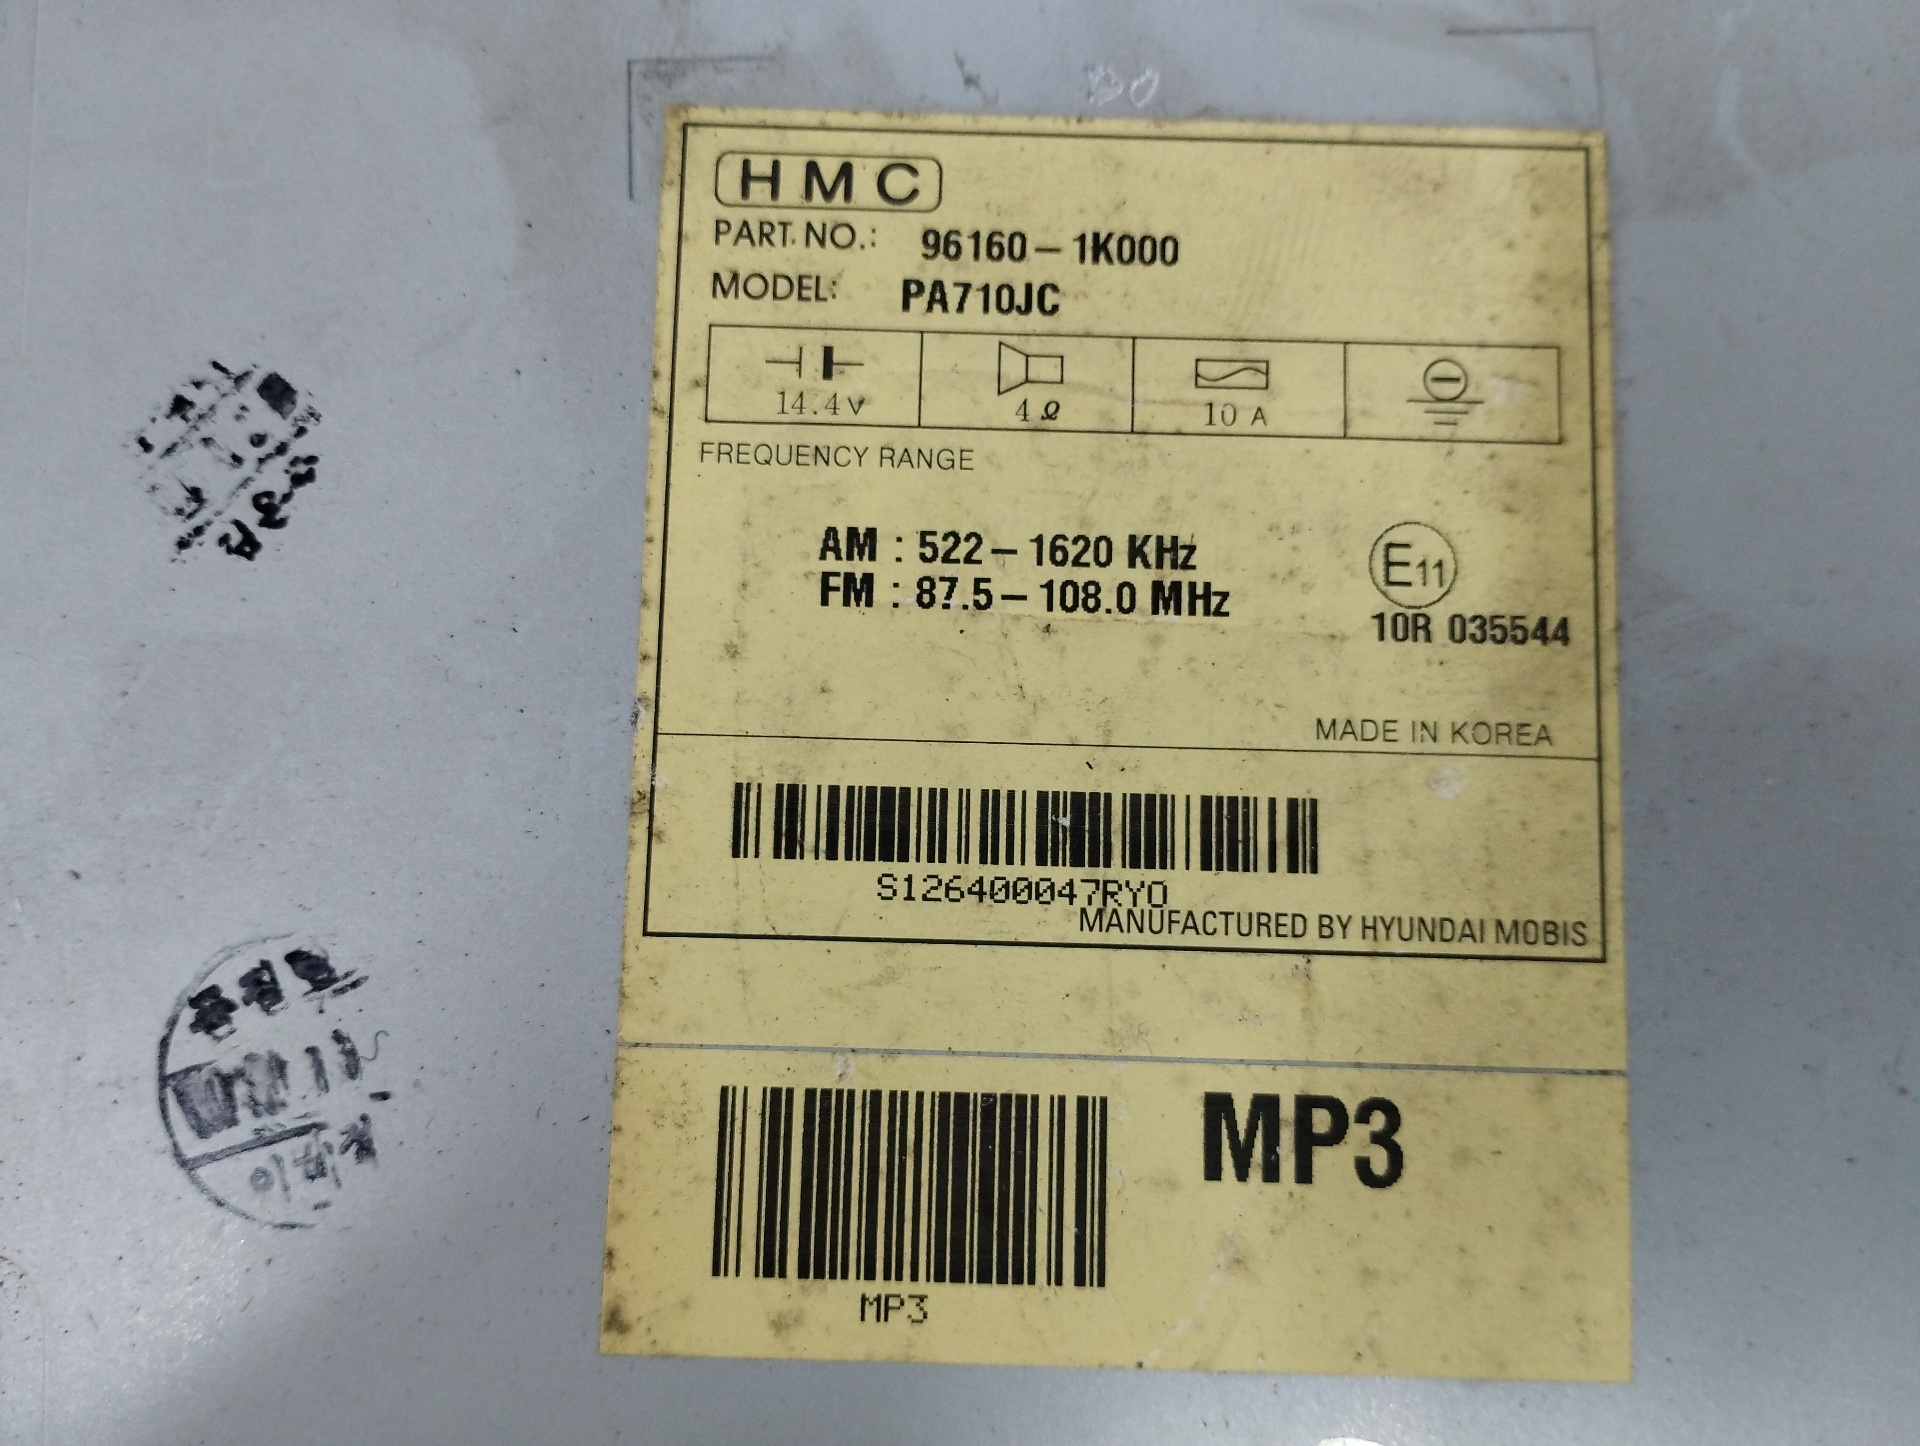 HMC
PART. NO.: 96160-1K000
MODEL: PA710JC
14.4V 4Ω 10 A
FREQUENCY RANGE
AM : 522-1620 KHz
FM : 87.5-108.0 MHz
E11
10R 035544
MADE IN KOREA
S126400047RYO
MANUFACTURED BY HYUNDAI MOBIS
MP3
MP3